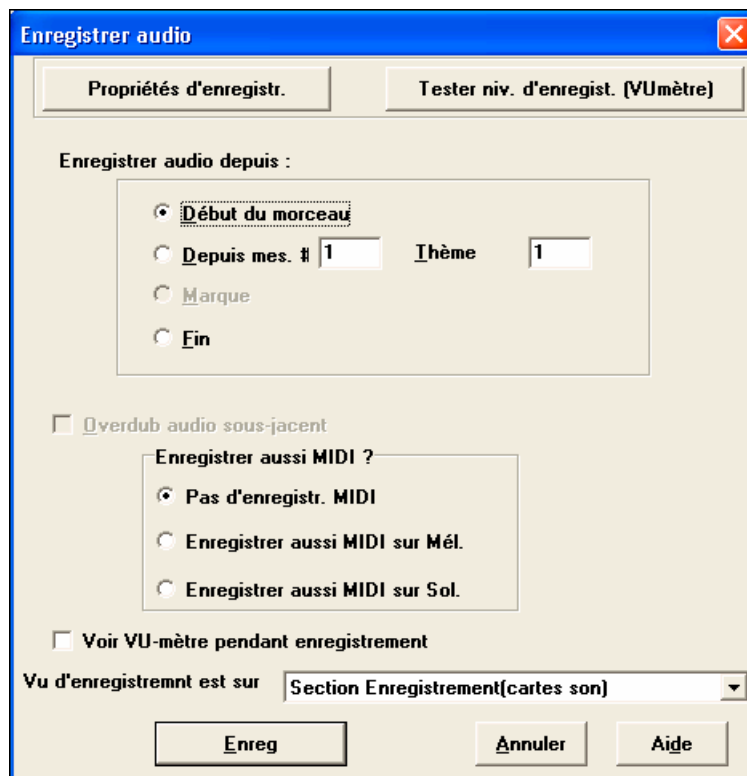 Enregistrer audio
Propriétés d'enregistr. Tester niv. d'enregist. (VUmètre)
Enregistrer audio depuis :
Début du morceau
Depuis mes. # 1 Thème 1
Marque
Fin
Overdub audio sous-jacent
Enregistrer aussi MIDI ?
Pas d'enregistr. MIDI
Enregistrer aussi MIDI sur Mél.
Enregistrer aussi MIDI sur Sol.
Voir VU-mètre pendant enregistrement
Vu d'enregistremnt est sur Section Enregistrement(cartes son)
Enreg Annuler Aide